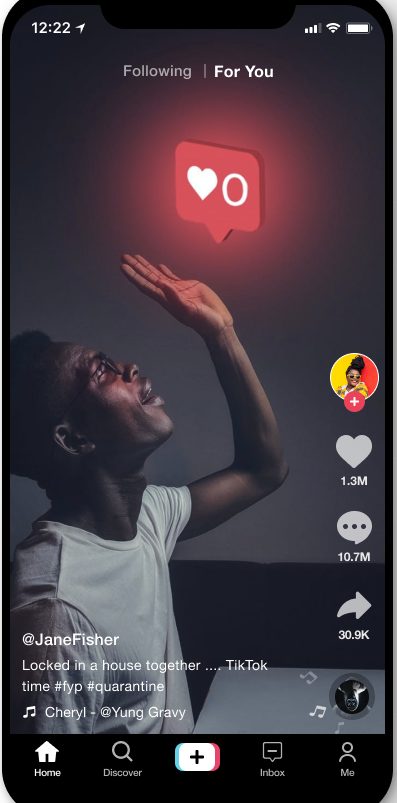 12:22
Following | For You
0
1.3M
10.7M
30.9K
@JaneFisher
Locked in a house together .... TikTok
time #fyp #quarantine
Cheryl - @Yung Gravy
Home
Discover
Inbox
Me